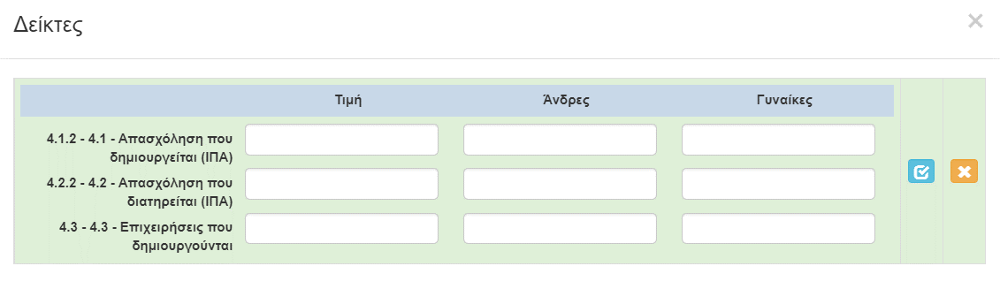 Δείκτες
Τιμή Άνδρες Γυναίκες
4.1.2 - 4.1 - Απασχόληση που
δημιουργείται (ΙΠΑ)
4.2.2 - 4.2 - Απασχόληση που
διατηρείται (ΙΠΑ)
4.3 - 4.3 - Επιχειρήσεις που
δημιουργούνται